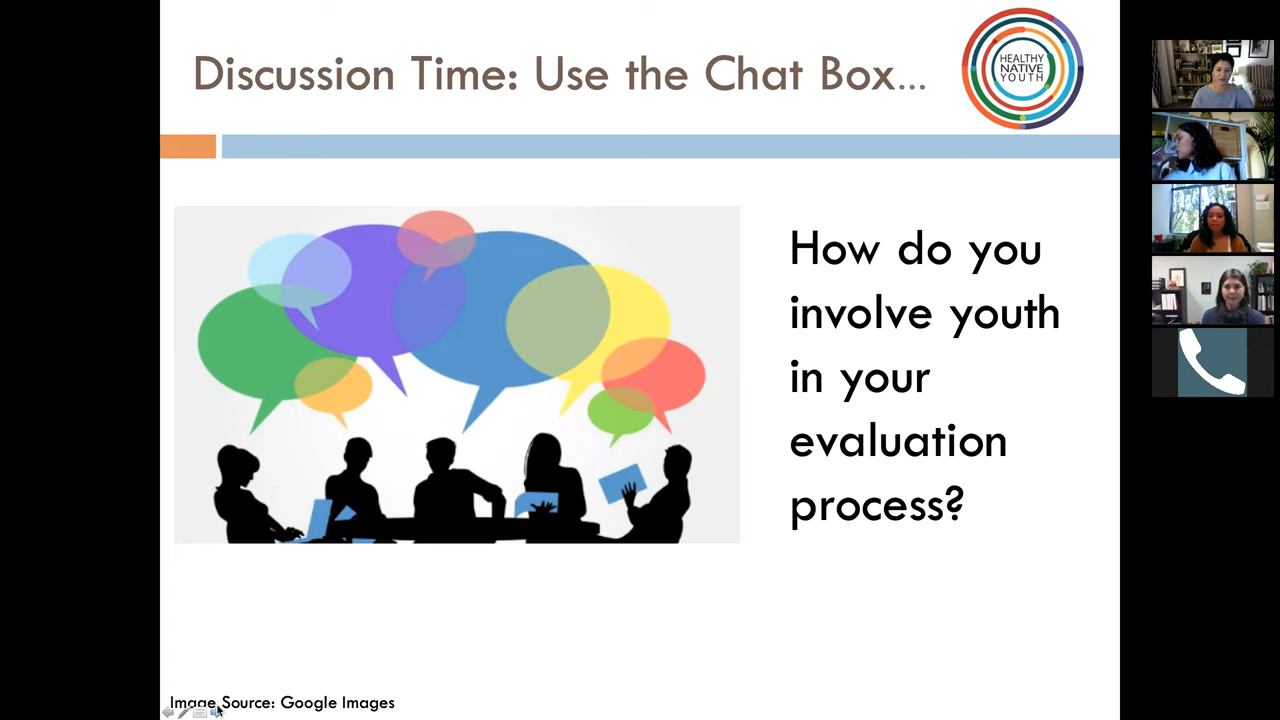 Discussion Time: Use the Chat Box...
HEALTHY
NATIVE
YOUTH
How do you
involve youth
in your
evaluation
process?
Image Source: Google Images